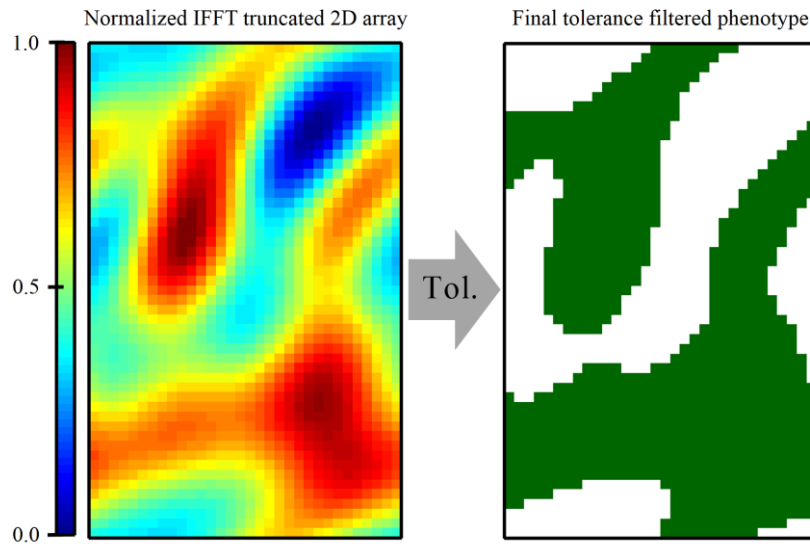 Normalized IFFT truncated 2D array
Final tolerance filtered phenotype
1.0
0.5
Tol.
0.0